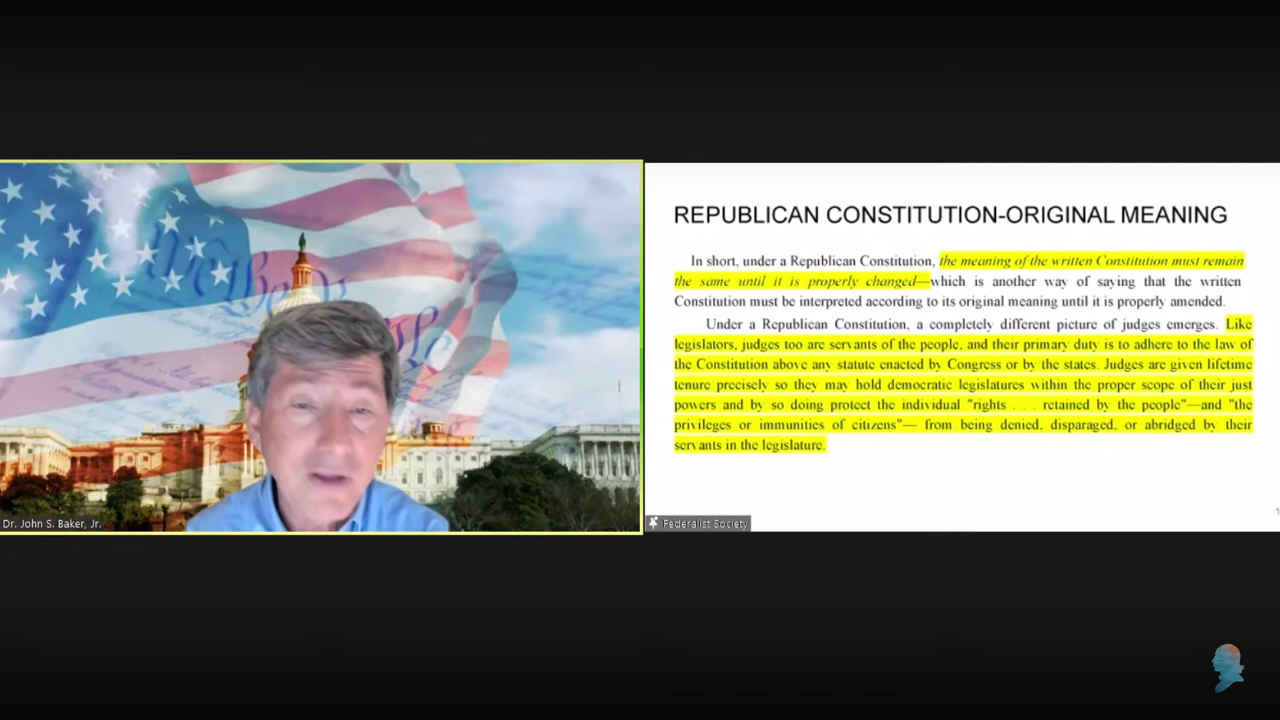 We the People
Dr. John S. Baker, Jr.
REPUBLICAN CONSTITUTION-ORIGINAL MEANING
In short, under a Republican Constitution, the meaning of the written Constitution must remain
the same until it is properly changed—which is another way of saying that the written
Constitution must be interpreted according to its original meaning until it is properly amended.
Under a Republican Constitution, a completely different picture of judges emerges. Like
legislators, judges too are servants of the people, and their primary duty is to adhere to the law of
the Constitution above any statute enacted by Congress or by the states. Judges are given lifetime
tenure precisely so they may hold democratic legislatures within the proper scope of their just
powers and by so doing protect the individual "rights . . . retained by the people"—and "the
privileges or immunities of citizens"— from being denied, disparaged, or abridged by their
servants in the legislature.
Federalist Society